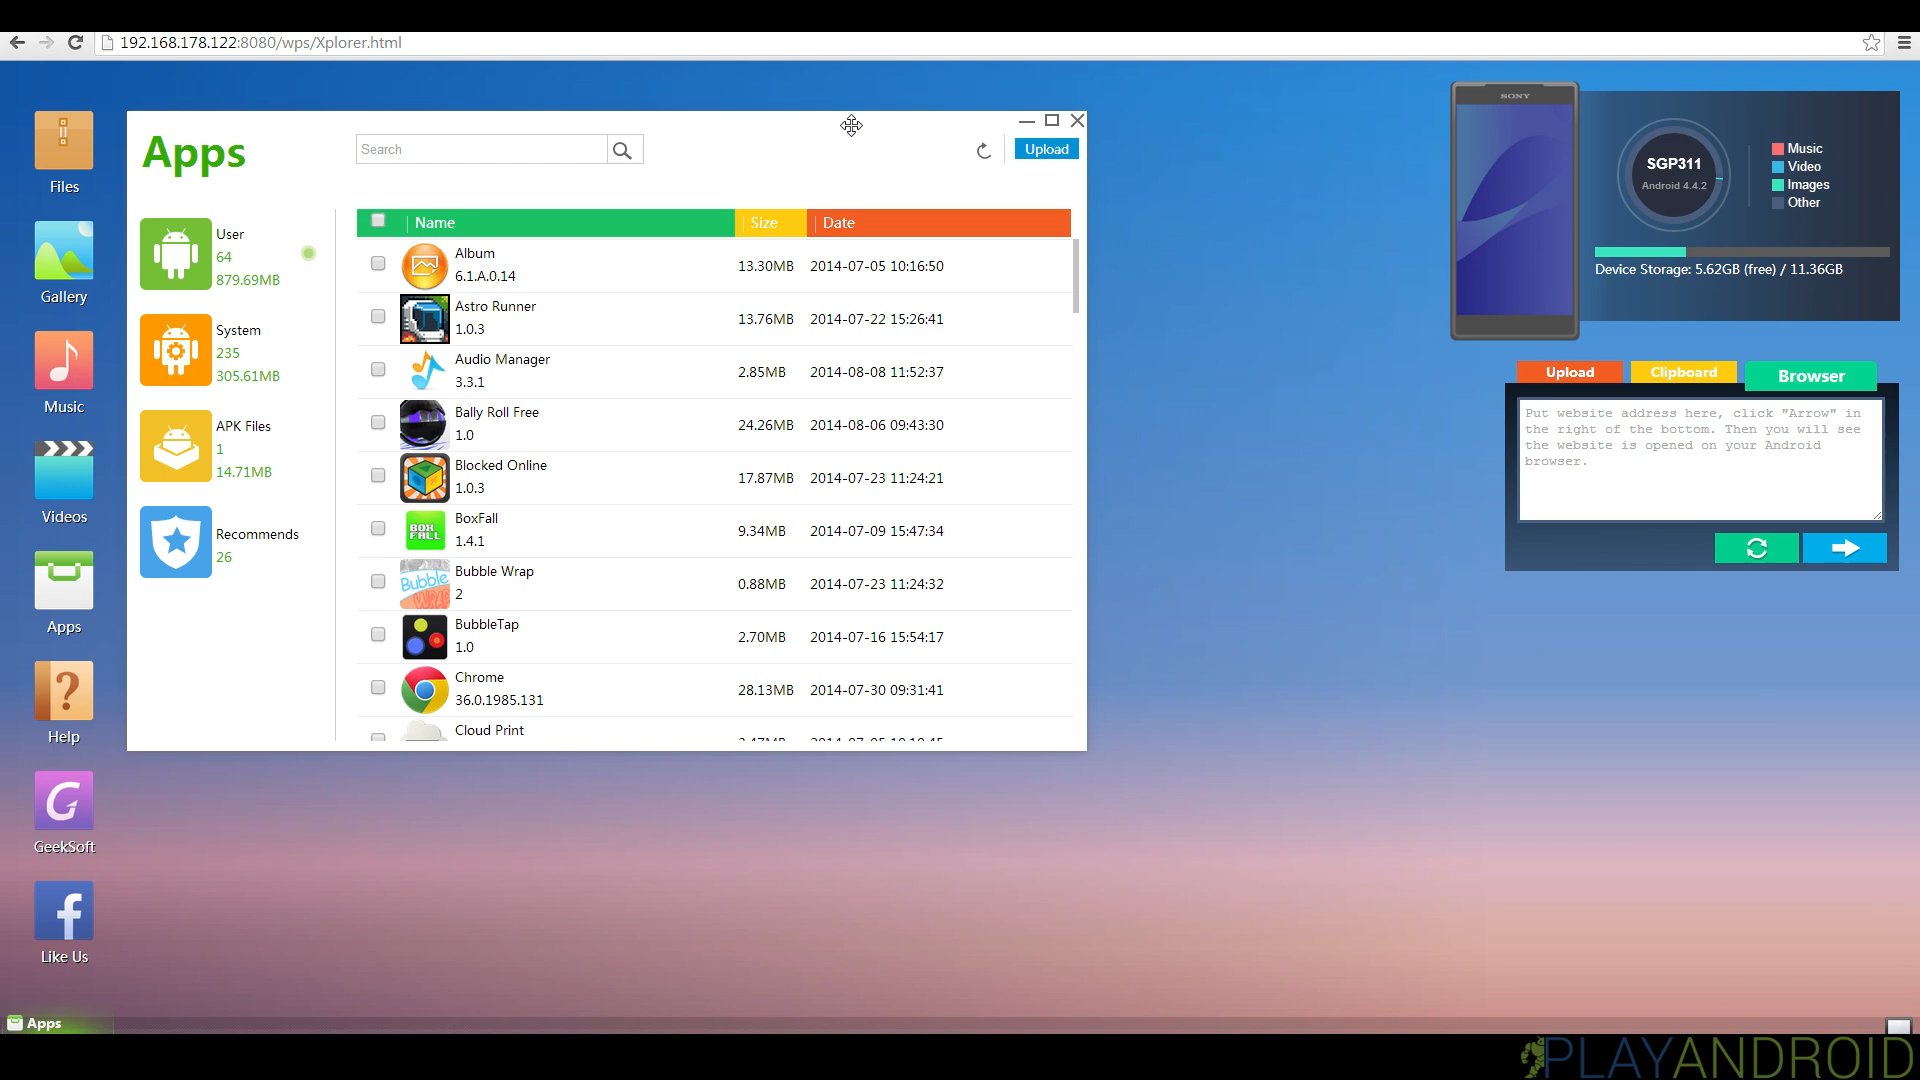 192.168.178.122:8080/wps/Xplorer.html
Files
Gallery
Music
Videos
Apps
Help
GeekSoft
Like Us
Apps
Search
Upload
User
64
879.69MB
System
235
305.61MB
APK Files
1
14.71MB
Recommends
26
Name Size Date
Album
6.1.A.0.14
13.30MB 2014-07-05 10:16:50
Astro Runner
1.0.3
13.76MB 2014-07-22 15:26:41
Audio Manager
3.3.1
2.85MB 2014-08-08 11:52:37
Bally Roll Free
1.0
24.26MB 2014-08-06 09:43:30
Blocked Online
1.0.3
17.87MB 2014-07-23 11:24:21
BOX
FALL
BoxFall
1.4.1
9.34MB 2014-07-09 15:47:34
Bubble
WRAP
Bubble Wrap
2
0.88MB 2014-07-23 11:24:32
BubbleTap
1.0
2.70MB 2014-07-16 15:54:17
Chrome
36.0.1985.131
28.13MB 2014-07-30 09:31:41
Cloud Print
SONY
SGP311
Android 4.4.2
Music
Video
Images
Other
Device Storage: 5.62GB (free) / 11.36GB
Upload Clipboard Browser
Put website address here, click "Arrow" in
the right of the bottom. Then you will see
the website is opened on your Android
browser.
Apps
PLAYANDROID